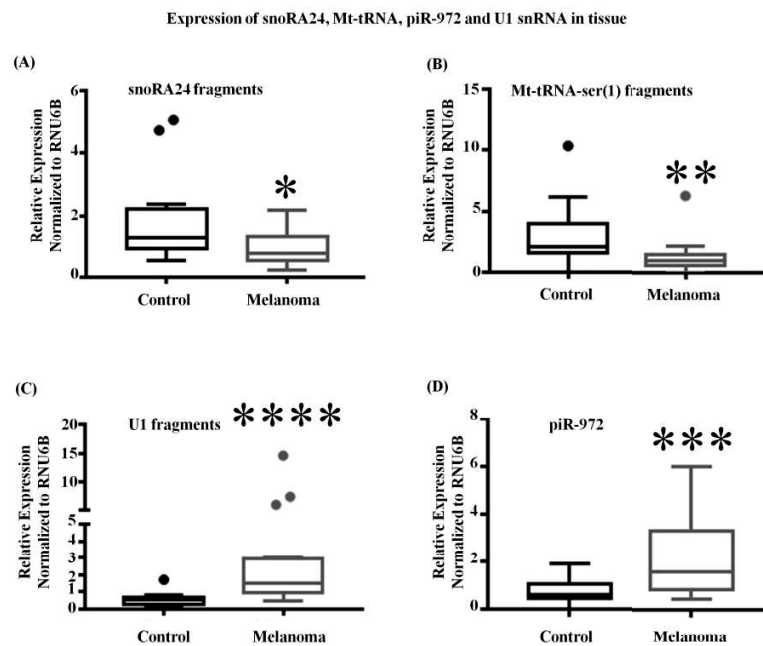 Expression of snoRA24, Mt-tRNA, piR-972 and U1 snRNA in tissue
(A)
snoRA24 fragments
Relative Expression
Normalized to RNU6B
6
4
2
0
*
Control
Melanoma
(B)
Mt-tRNA-ser(1) fragments
Relative Expression
Normalized to RNU6B
15
10
5
0
**
Control
Melanoma
(C)
U1 fragments
Relative Expression
Normalized to RNU6B
20
15
10
5
3
2
1
0
****
Control
Melanoma
(D)
piR-972
Relative Expression
Normalized to RNU6B
8
6
4
2
0
***
Control
Melanoma